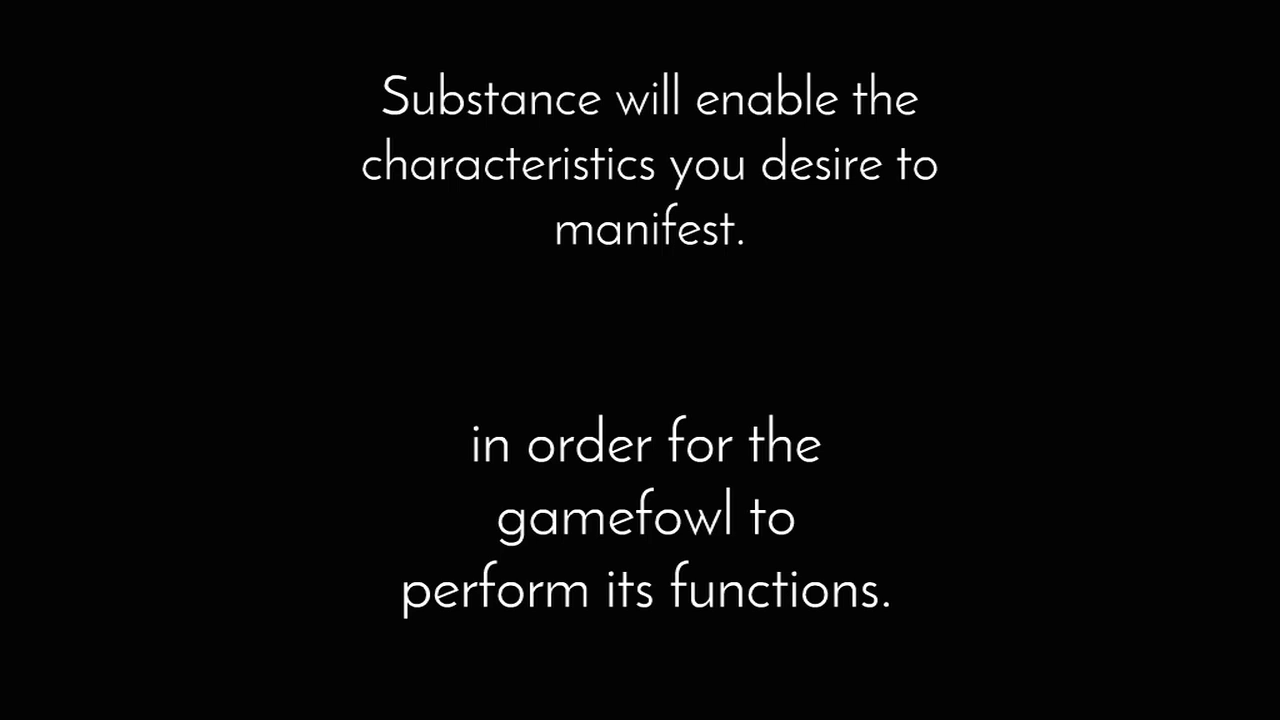 Substance will enable the
characteristics you desire to
manifest.
in order for the
gamefowl to
perform its functions.